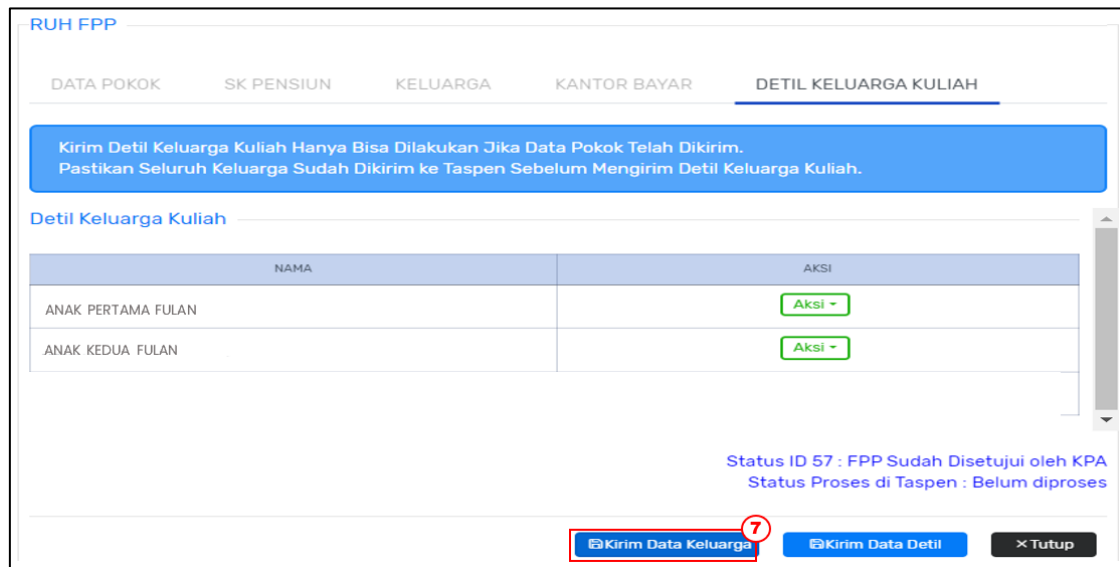 RUH FPP
DATA POKOK SK PENSIUN KELUARGA KANTOR BAYAR DETIL KELUARGA KULIAH
Kirim Detil Keluarga Kuliah Hanya Bisa Dilakukan Jika Data Pokok Telah Dikirim.
Pastikan Seluruh Keluarga Sudah Dikirim ke Taspen Sebelum Mengirim Detil Keluarga Kuliah.
Detil Keluarga Kuliah
NAMA AKSI
ANAK PERTAMA FULAN Aksi
ANAK KEDUA FULAN Aksi
Status ID 57 : FPP Sudah Disetujui oleh KPA
Status Proses di Taspen : Belum diproses
7
Kirim Data Keluarga Kirim Data Detil × Tutup